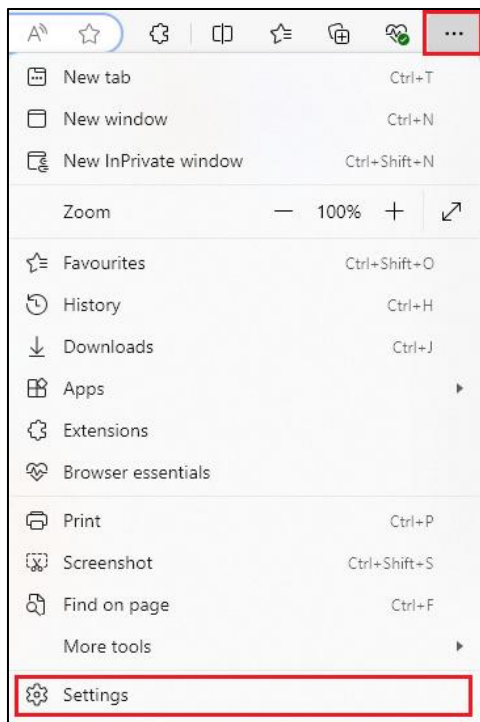 A
New tab Ctrl+T
New window Ctrl+N
New InPrivate window Ctrl+Shift+N
Zoom — 100% +
Favourites Ctrl+Shift+O
History Ctrl+H
Downloads Ctrl+J
Apps
Extensions
Browser essentials
Print Ctrl+P
Screenshot Ctrl+Shift+S
Find on page Ctrl+F
More tools
Settings